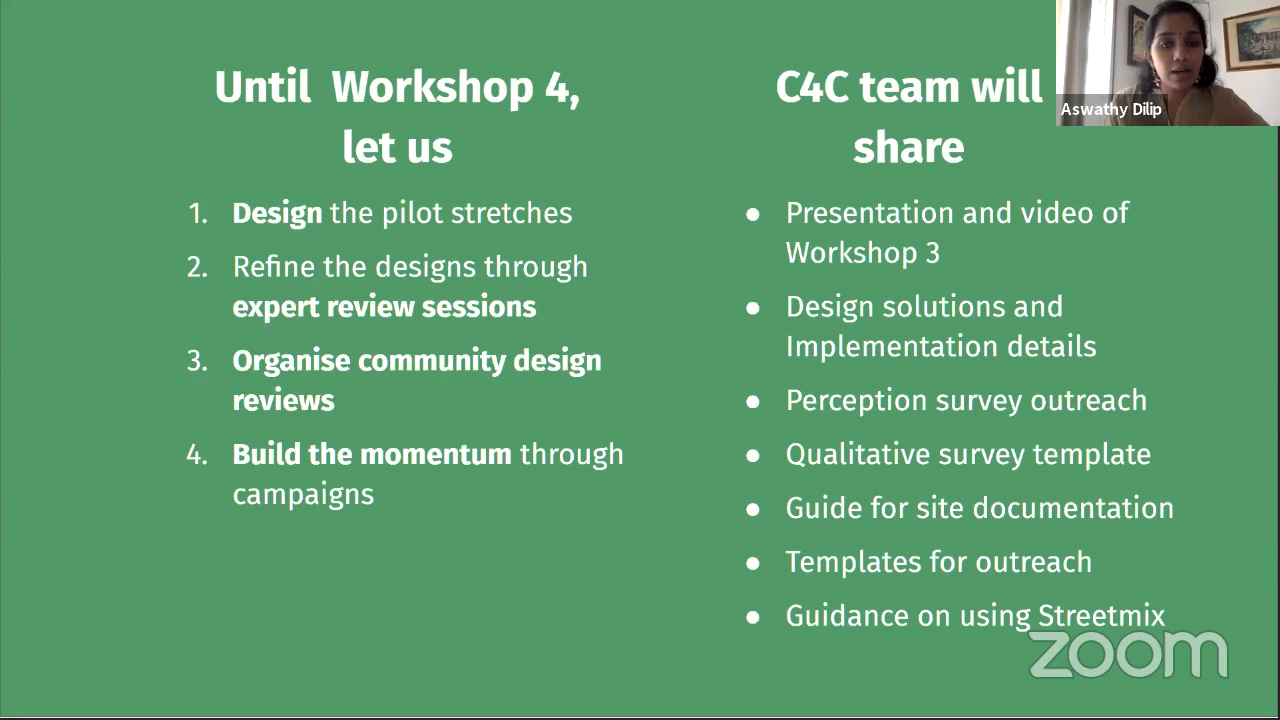 Until Workshop 4,
let us
1. Design the pilot stretches
2. Refine the designs through
expert review sessions
3. Organise community design
reviews
4. Build the momentum through
campaigns
C4C team will
share
● Presentation and video of
Workshop 3
● Design solutions and
Implementation details
● Perception survey outreach
● Qualitative survey template
● Guide for site documentation
● Templates for outreach
● Guidance on using Streetmix
Aswathy Dilip
zoom